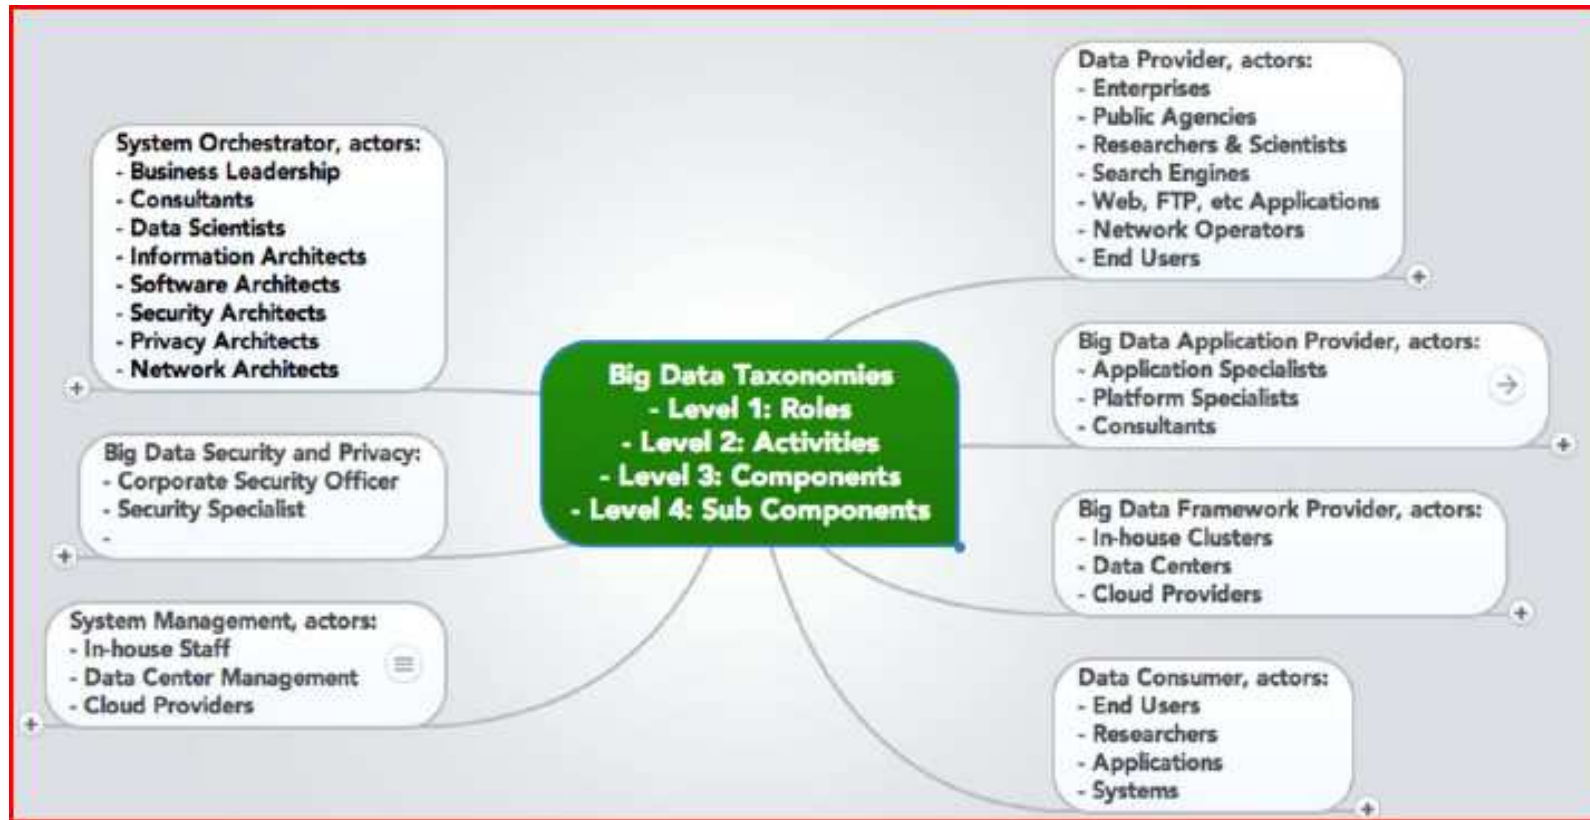 System Orchestrator, actors:
- Business Leadership
- Consultants
- Data Scientists
- Information Architects
- Software Architects
- Security Architects
- Privacy Architects
- Network Architects
Big Data Security and Privacy:
- Corporate Security Officer
- Security Specialist
-
System Management, actors:
- In-house Staff
- Data Center Management
- Cloud Providers
Big Data Taxonomies
- Level 1: Roles
- Level 2: Activities
- Level 3: Components
- Level 4: Sub Components
Data Provider, actors:
- Enterprises
- Public Agencies
- Researchers & Scientists
- Search Engines
- Web, FTP, etc Applications
- Network Operators
- End Users
Big Data Application Provider, actors:
- Application Specialists
- Platform Specialists
- Consultants
Big Data Framework Provider, actors:
- In-house Clusters
- Data Centers
- Cloud Providers
Data Consumer, actors:
- End Users
- Researchers
- Applications
- Systems